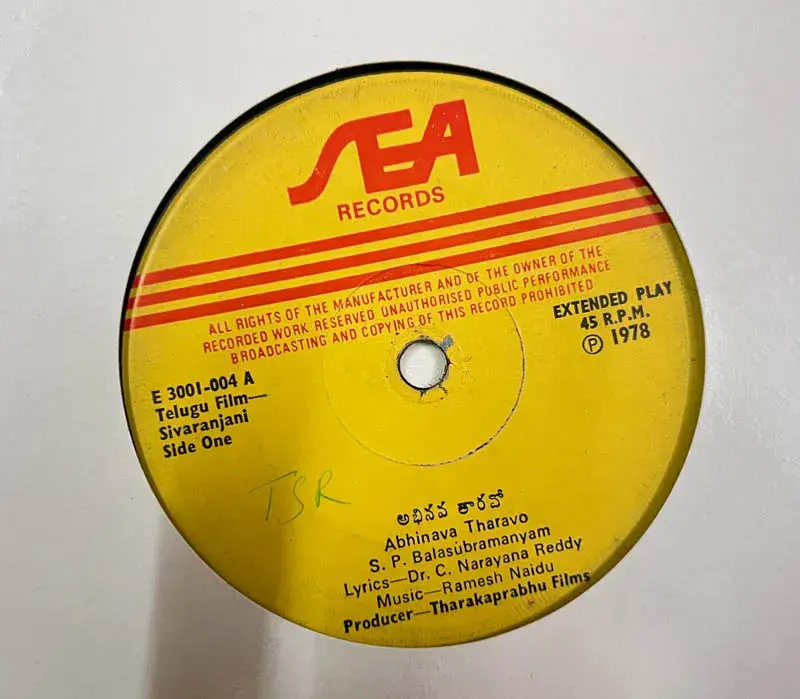 SEA
RECORDS
ALL RIGHTS OF THE MANUFACTURER AND OF THE OWNER OF THE
RECORDED WORK RESERVED UNAUTHORISED PUBLIC PERFORMANCE
BROADCASTING AND COPYING OF THIS RECORD PROHIBITED
EXTENDED PLAY
45 R.P.M.
Ⓟ 1978
E 3001-004 A
Telugu Film—
Sivaranjani
Side One
TSR
అభినవ తారవో
Abhinava Tharavo
S. P. Balasubramanyam
Lyrics—Dr. C. Narayana Reddy
Music—Ramesh Naidu
Producer—Tharakaprabhu Films